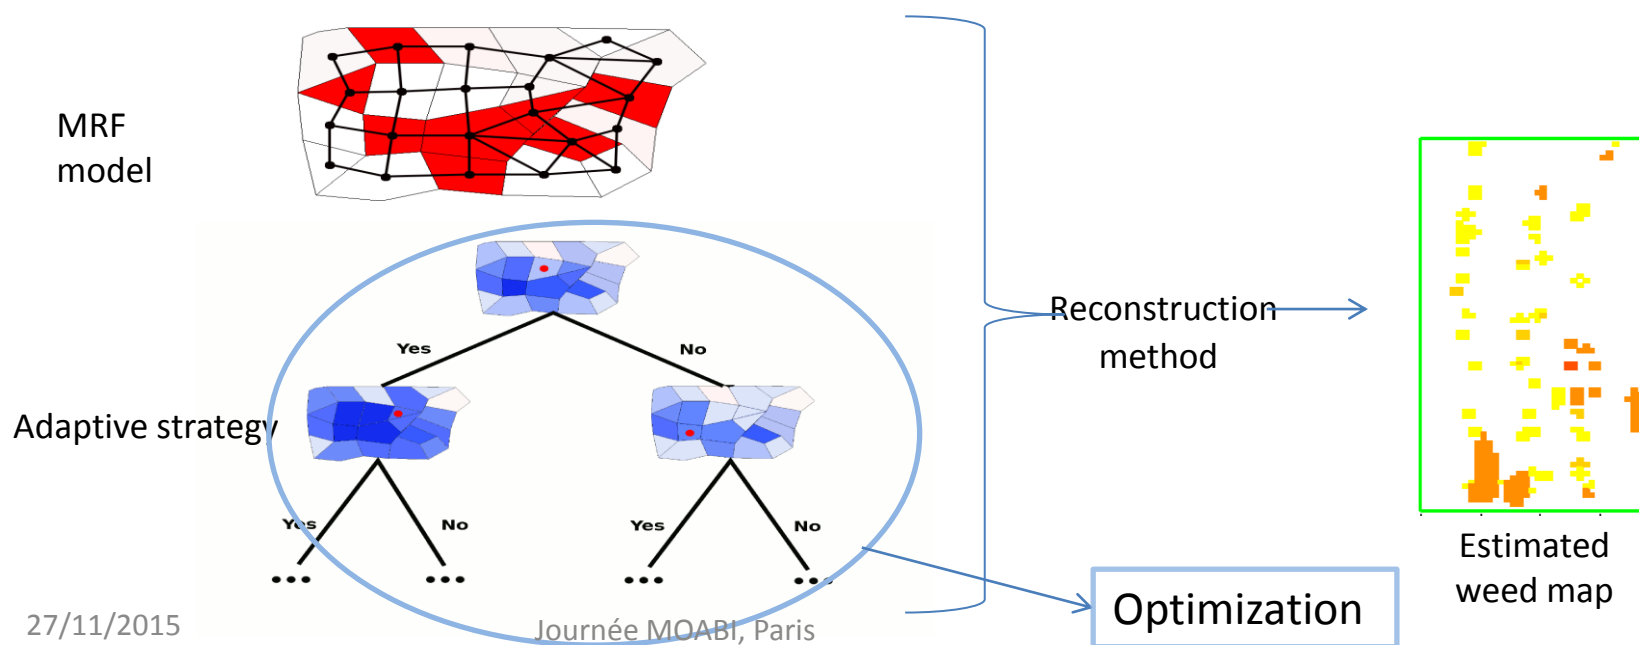 MRF
model
Yes
No
Adaptive strategy
Yes
No
Yes
No
Reconstruction
method
Estimated
weed map
Optimization
27/11/2015
Journée MOABI, Paris